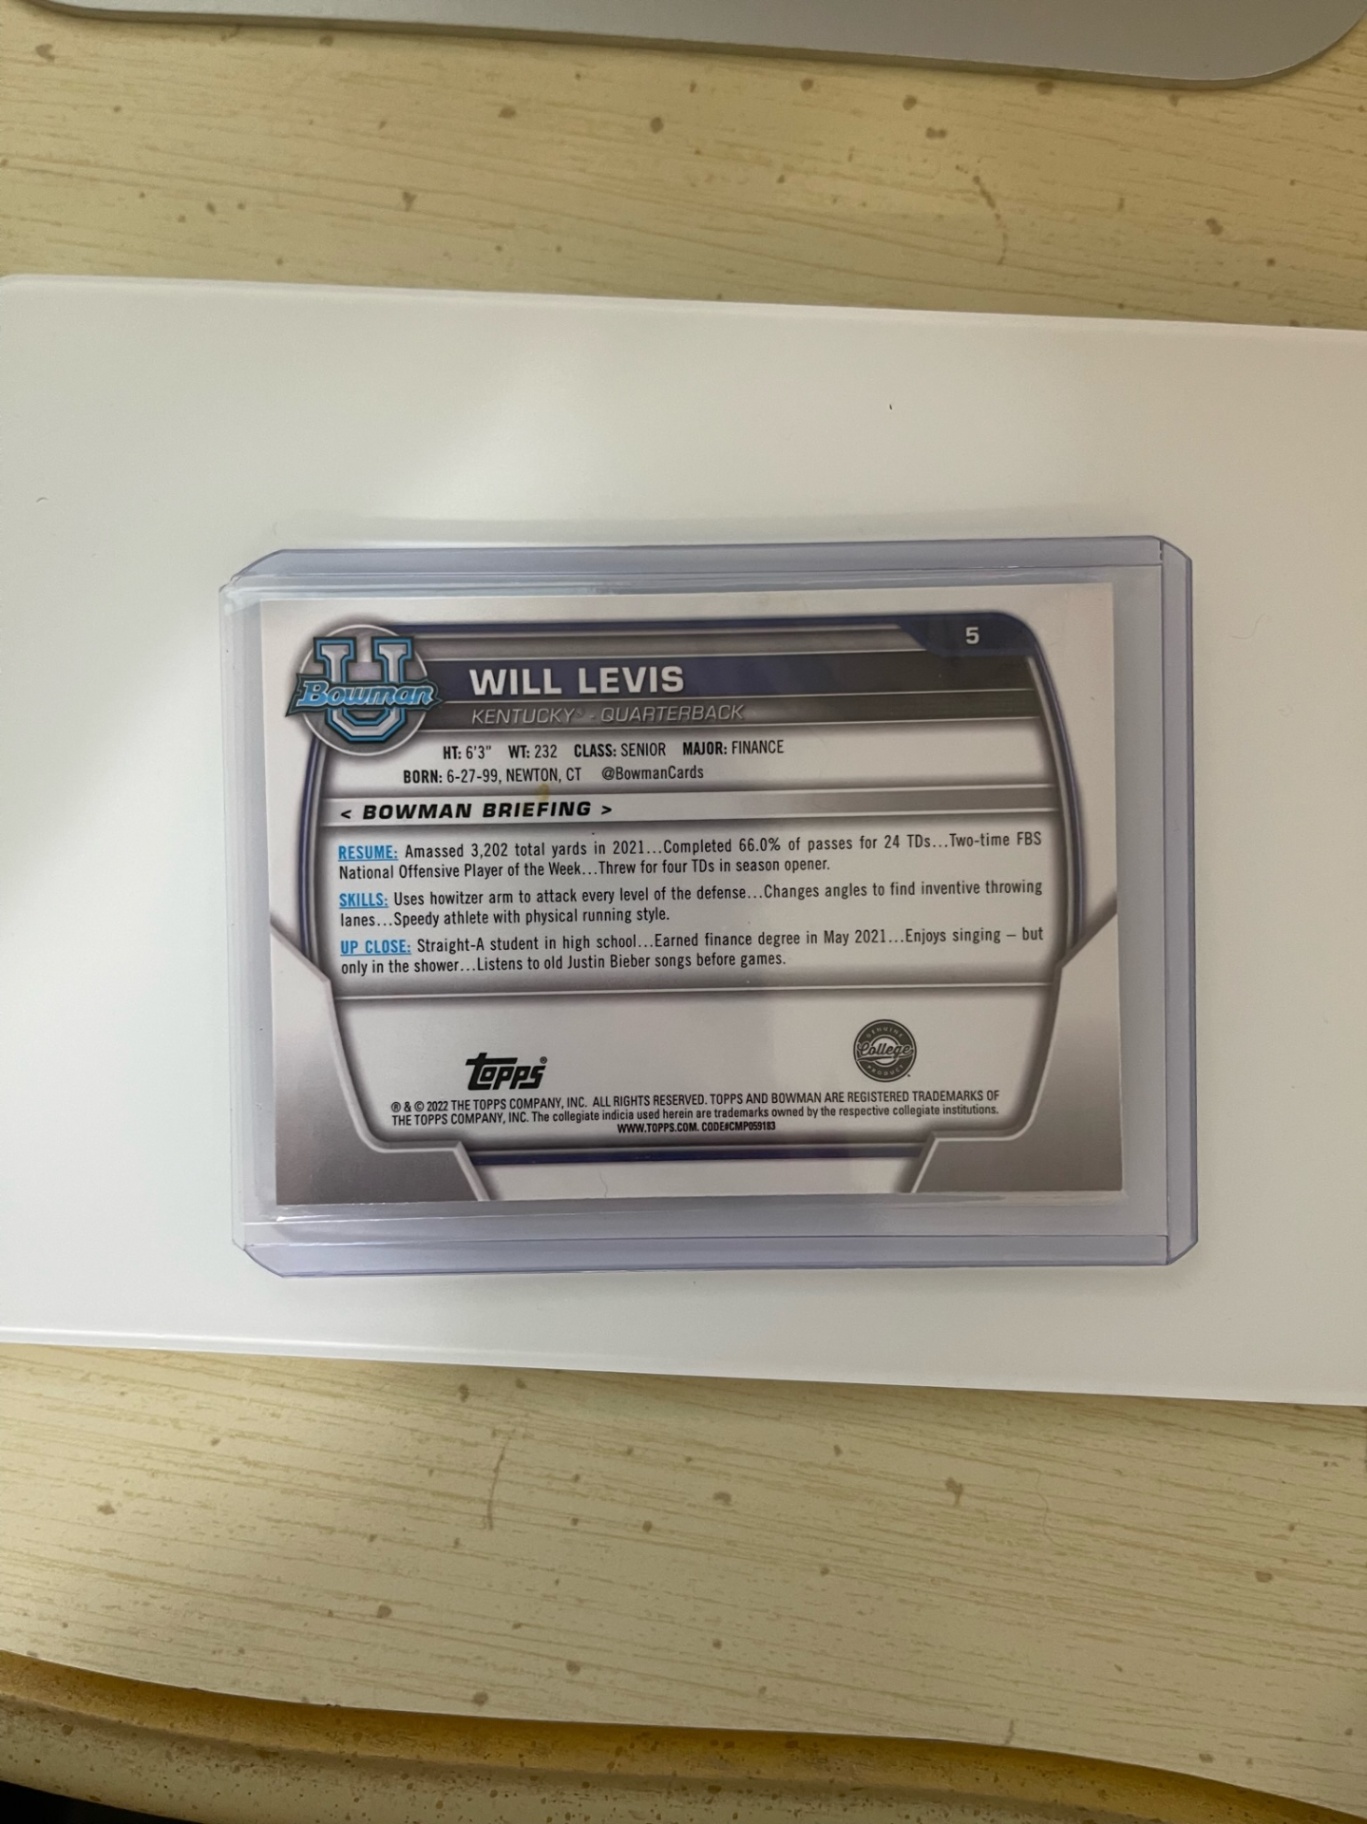 5
U
Bowman
WILL LEVIS
KENTUCKY - QUARTERBACK
HT: 6'3" WT: 232 CLASS: SENIOR MAJOR: FINANCE
BORN: 6-27-99, NEWTON, CT @BowmanCards
< BOWMAN BRIEFING >
RESUME: Amassed 3,202 total yards in 2021...Completed 66.0% of passes for 24 TDs...Two-time FBS
National Offensive Player of the Week...Threw for four TDs in season opener.
SKILLS: Uses howitzer arm to attack every level of the defense...Changes angles to find inventive throwing
lanes...Speedy athlete with physical running style.
UP CLOSE: Straight-A student in high school...Earned finance degree in May 2021...Enjoys singing – but
only in the shower...Listens to old Justin Bieber songs before games.
Topps®
GENUINE
College
PRODUCT
® & © 2022 THE TOPPS COMPANY, INC. ALL RIGHTS RESERVED. TOPPS AND BOWMAN ARE REGISTERED TRADEMARKS OF
THE TOPPS COMPANY, INC. The collegiate indicia used herein are trademarks owned by the respective collegiate institutions.
WWW.TOPPS.COM. CODE#CMP059183